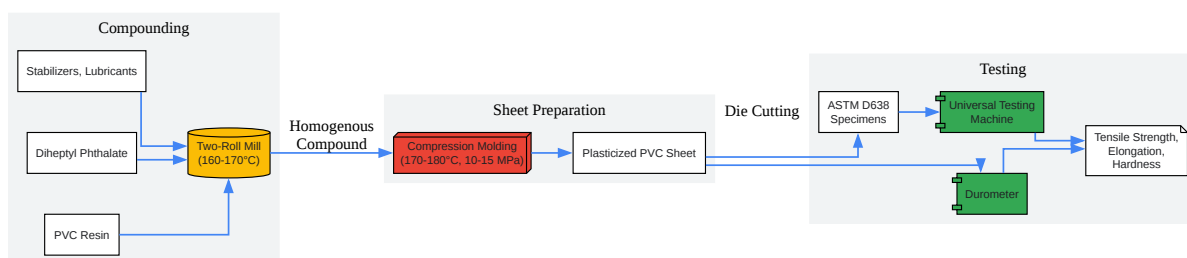 Compounding
Stabilizers, Lubricants
Diheptyl Phthalate
PVC Resin
Two-Roll Mill
(160-170°C)
Homogenous
Compound
Sheet Preparation
Compression Molding
(170-180°C, 10-15 MPa)
Plasticized PVC Sheet
Die Cutting
Testing
ASTM D638
Specimens
Universal Testing
Machine
Durometer
Tensile Strength,
Elongation,
Hardness